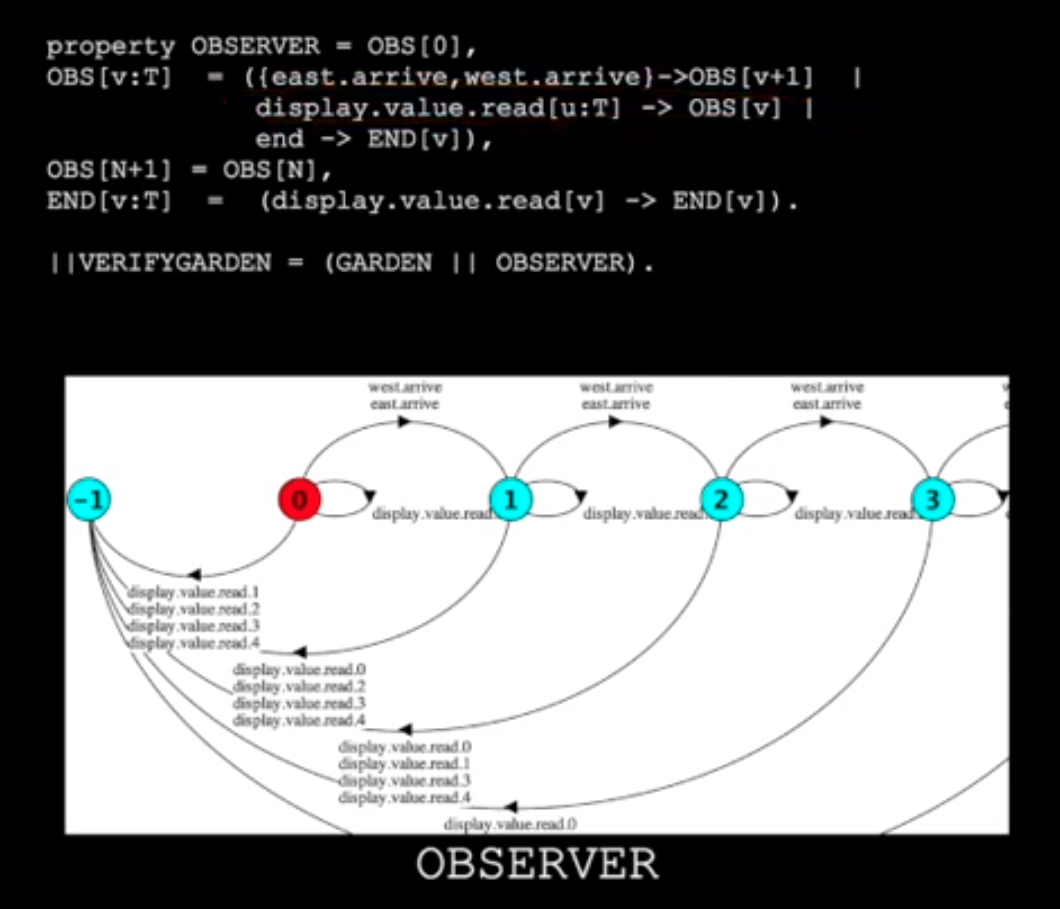 property OBSERVER = OBS[0],
OBS[v:T] = ({east.arrive,west.arrive}->OBS[v+1] |
display.value.read[u:T] -> OBS[v] |
end -> END[v]),
OBS[N+1] = OBS[N],
END[v:T] = (display.value.read[v] -> END[v]).
||VERIFYGARDEN = (GARDEN || OBSERVER).
west.arrive
east.arrive
west.arrive
east.arrive
west.arrive
east.arrive
-1
0
1
2
3
display.value.read
display.value.read
display.value.read
display.value.read.1
display.value.read.2
display.value.read.3
display.value.read.4
display.value.read.0
display.value.read.2
display.value.read.3
display.value.read.4
display.value.read.0
display.value.read.1
display.value.read.3
display.value.read.4
display.value.read.0
OBSERVER